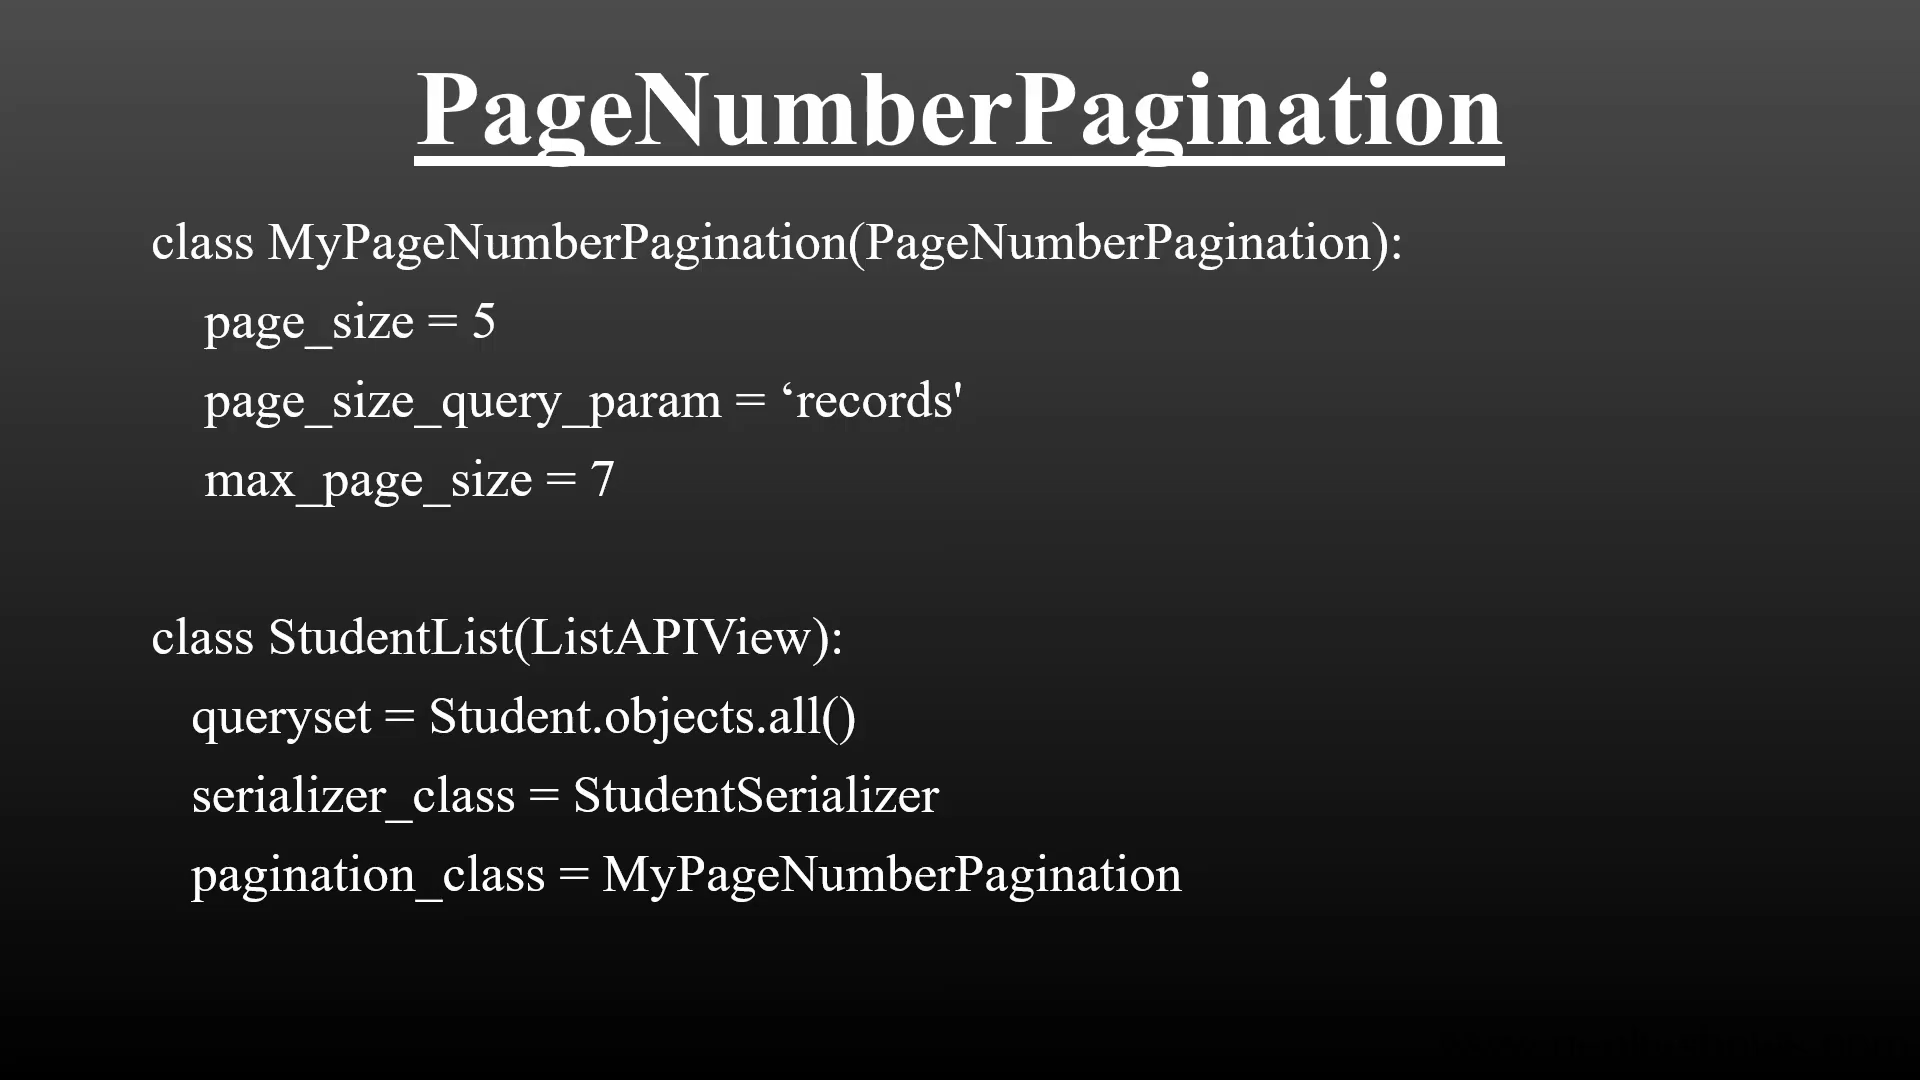 PageNumberPagination
class MyPageNumberPagination(PageNumberPagination):
page_size = 5
page_size_query_param = ‘records'
max_page_size = 7
class StudentList(ListAPIView):
queryset = Student.objects.all()
serializer_class = StudentSerializer
pagination_class = MyPageNumberPagination